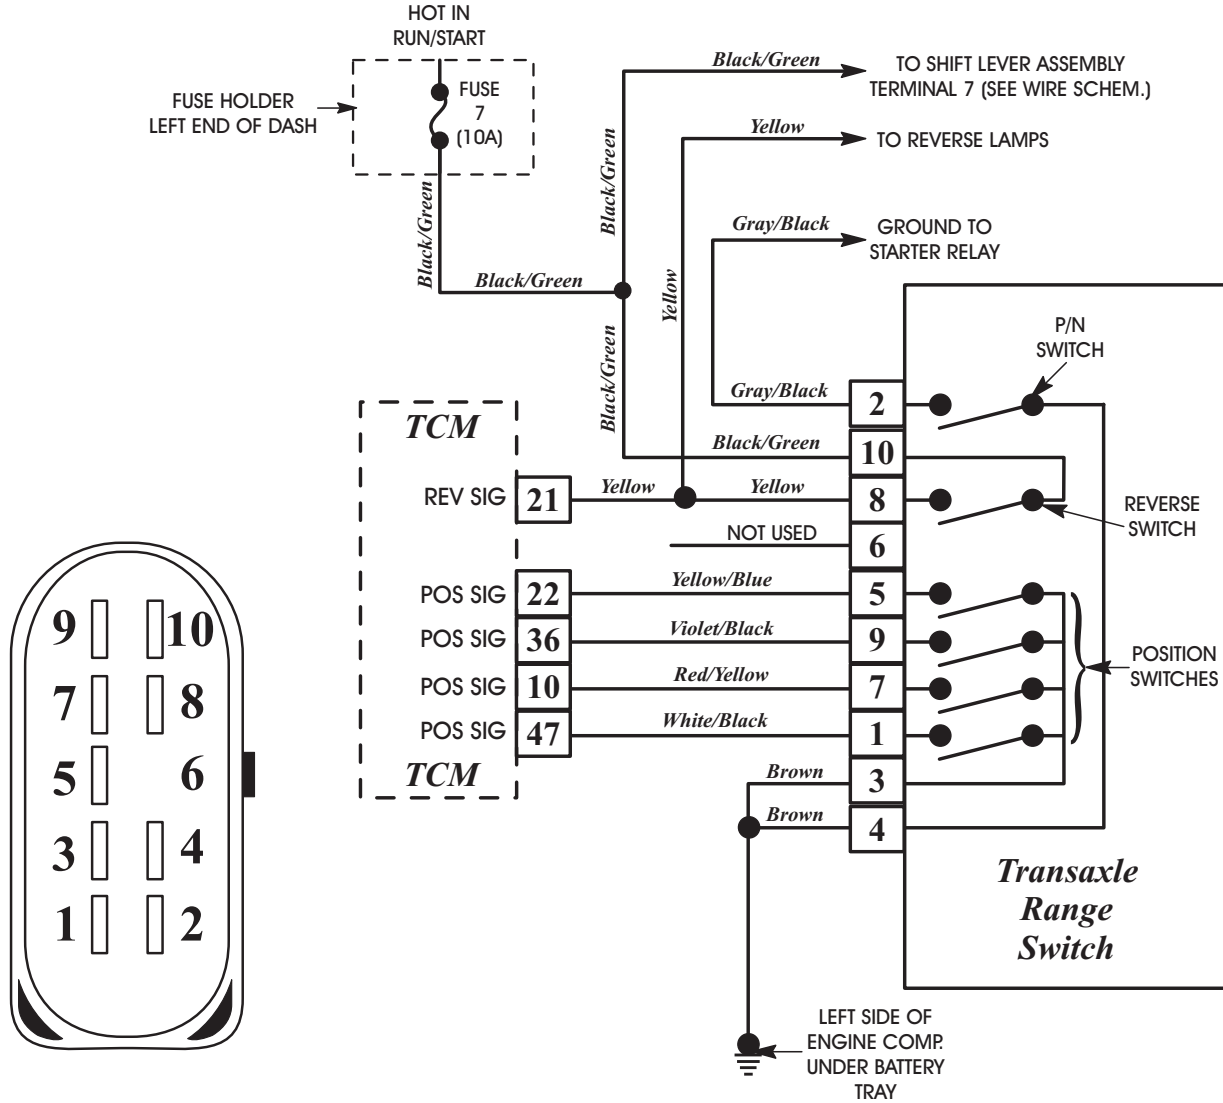 HOT IN
RUN/START
FUSE HOLDER
LEFT END OF DASH
FUSE
7
(10A)
Black/Green
TO SHIFT LEVER ASSEMBLY
TERMINAL 7 (SEE WIRE SCHEM.)
Yellow
TO REVERSE LAMPS
Black/Green
Black/Green
Gray/Black
GROUND TO
STARTER RELAY
Black/Green
Yellow
Black/Green
P/N
SWITCH
TCM
Gray/Black
2
Black/Green
10
REV SIG
21
Yellow
Yellow
8
REVERSE
SWITCH
NOT USED
6
POS SIG
22
Yellow/Blue
5
POS SIG
36
Violet/Black
9
POS SIG
10
Red/Yellow
7
POS SIG
47
White/Black
1
POSITION
SWITCHES
TCM
Brown
3
Brown
4
Transaxle
Range
Switch
9
10
7
8
5
6
3
4
1
2
LEFT SIDE OF
ENGINE COMP.
UNDER BATTERY
TRAY